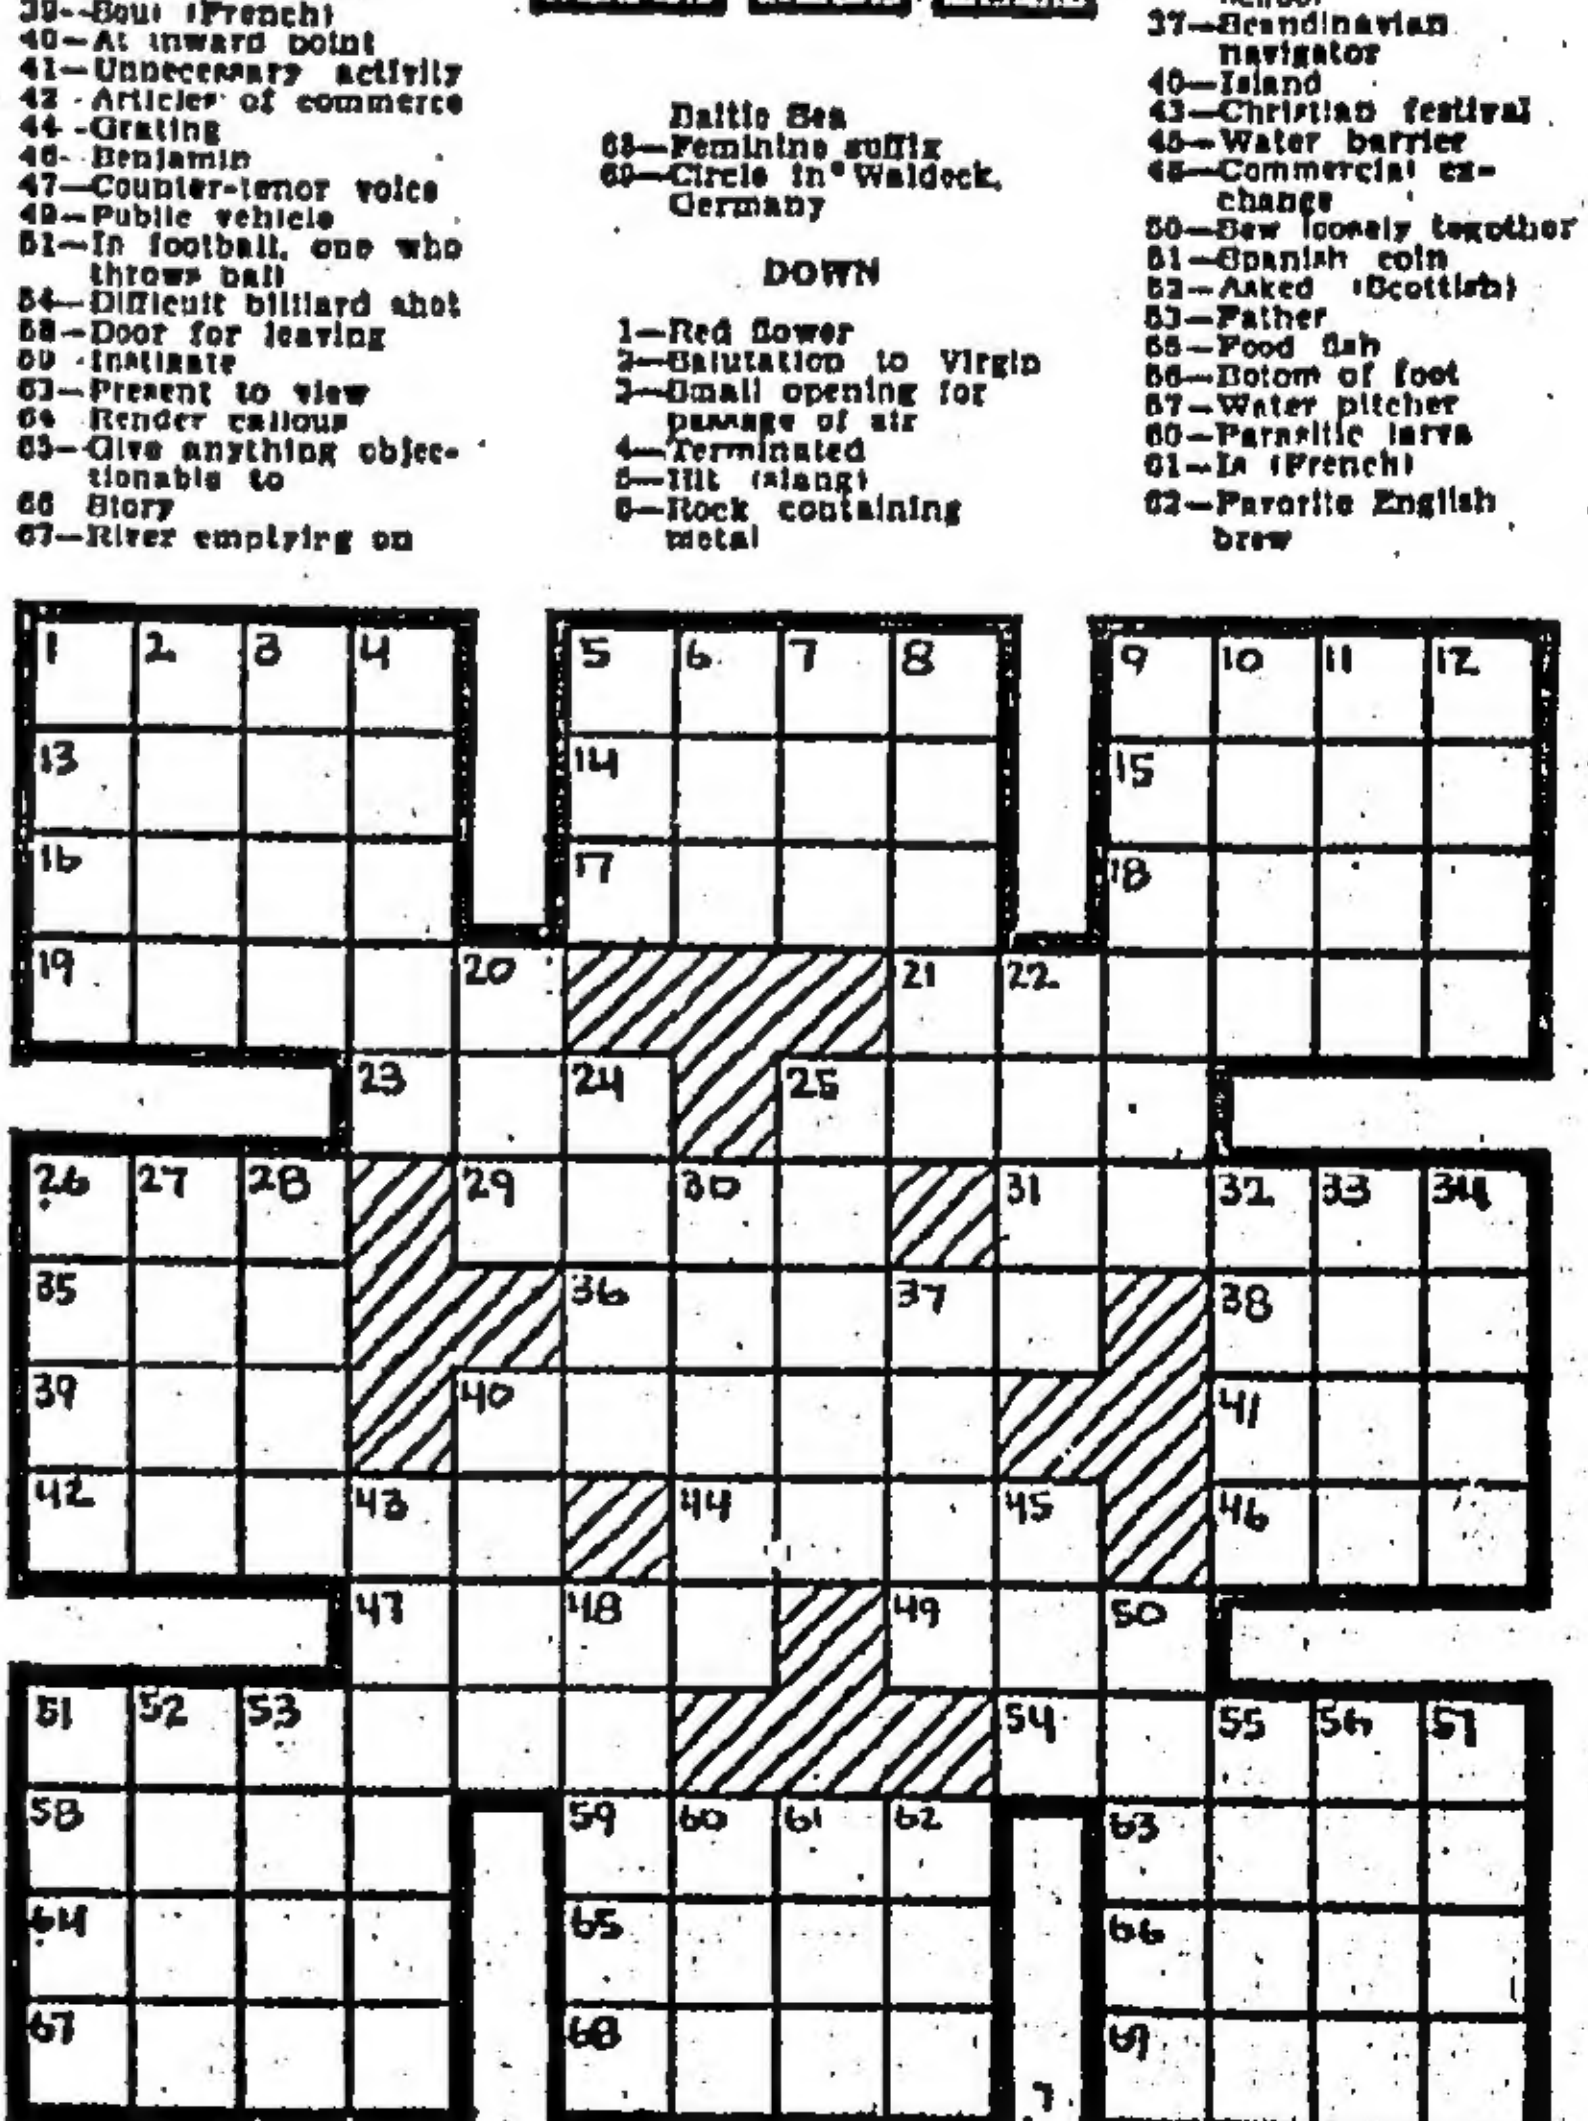 39--Soul (French)
40--At inward point
41--Unnecessary activity
42 - Articles of commerce
44 --Grating
46- Benjamin
47--Counter-tenor voice
49--Public vehicle
51--In football, one who
throws ball
54--Difficult billiard shot
58--Door for leaving
59 -Instigate
63--Present to view
64 Render callous
65--Give anything objec-
tionable to
66 Story
67--River emptying on
Baltic Sea
68--Feminine suffix
69--Circle in Waldeck,
Germany
DOWN
1--Red flower
2--Salutation to Virgin
3--Small opening for
passage of air
4--Terminated
5--Hit (slang)
6--Rock containing
metal
37--Scandinavian
navigator
40--Island
43--Christian festival
45--Water barrier
48--Commercial ex-
change
50--Sew loosely together
51--Spanish coin
52--Asked (Scottish)
53--Father
55--Food fish
56--Botom of foot
57--Water pitcher
60--Parasitic larva
61--Is (French)
62--Favorite English
brew
1 2 3 4 5 6 7 8 9 10 11 12
13 14 15
16 17 18
19 20 21 22
23 24 25
26 27 28 29 30 31 32 33 34
35 36 37 38
39 40 41
42 43 44 45 46
47 48 49 50
51 52 53 54 55 56 57
58 59 60 61 62 63
64 65 66
67 68 69
7